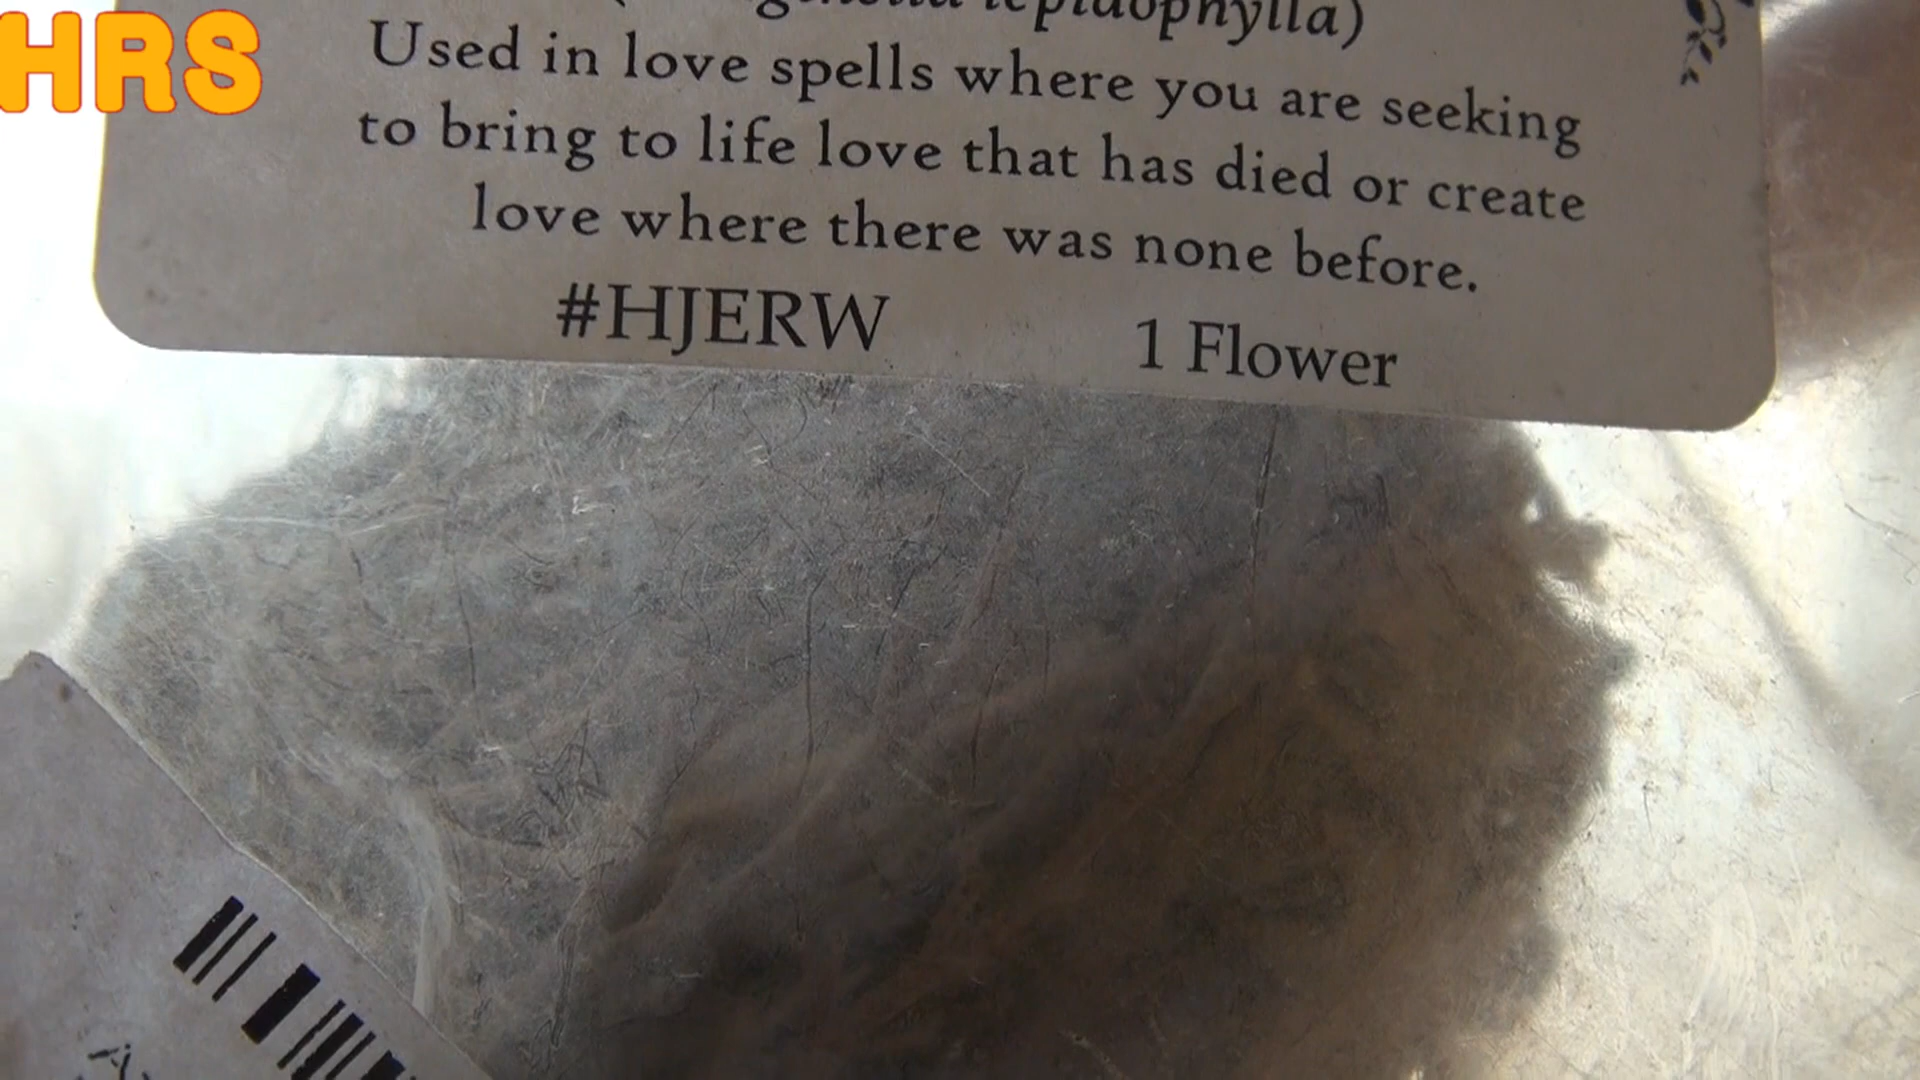 HRS
lepidophylla)
Used in love spells where you are seeking
to bring to life love that has died or create
love where there was none before.
#HJERW 1 Flower